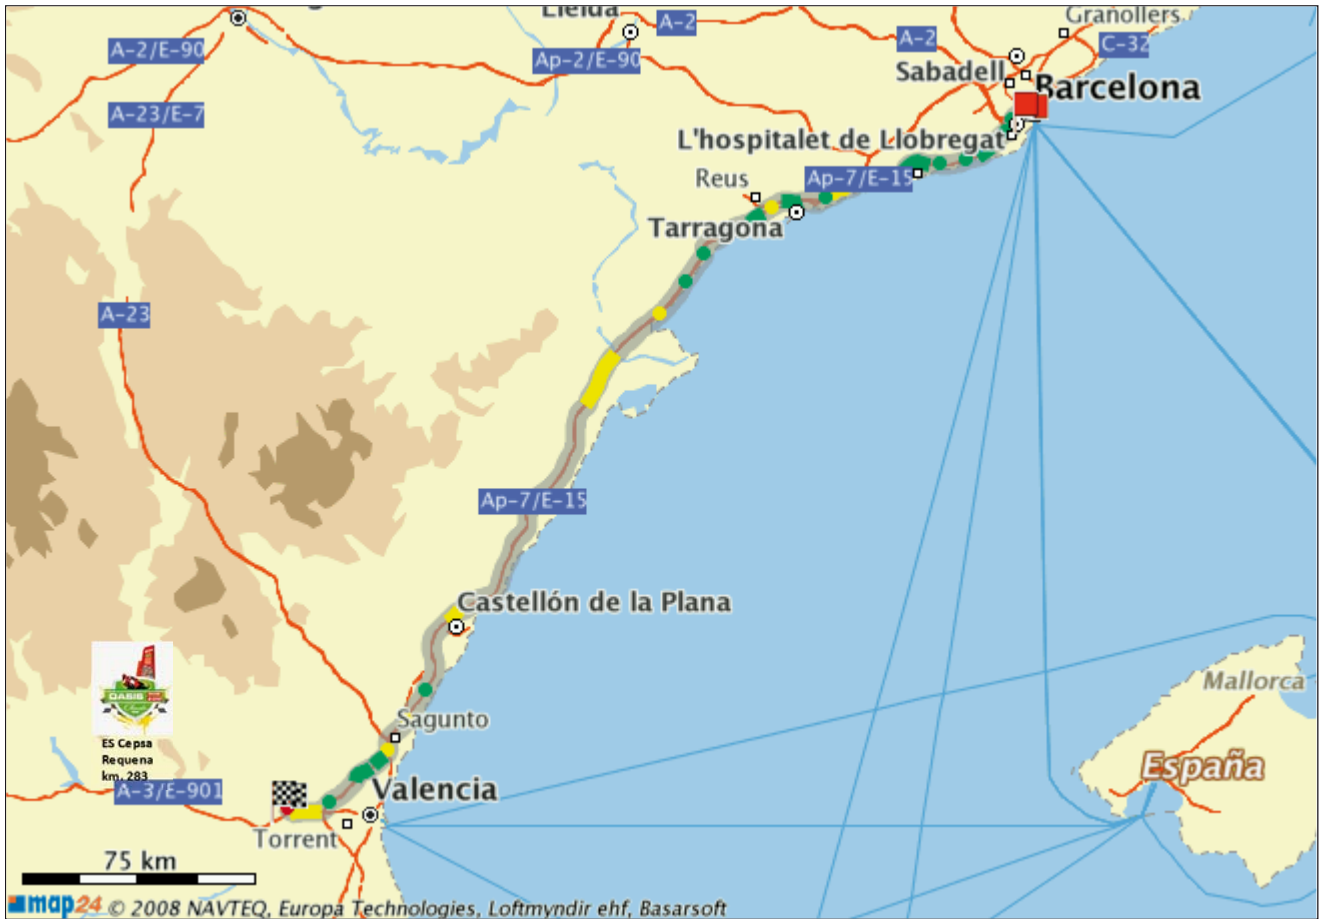 Lleida
A-2
Granollers
A-2
C-32
A-2/E-90
Ap-2/E-90
Sabadell
Barcelona
A-23/E-7
L'hospitalet de Llobregat
Reus
Ap-7/E-15
Tarragona
A-23
Ap-7/E-15
Castellón de la Plana
Mallorca
OASIS
Sagunto
ES Cepsa
Requena
km. 283
España
A-3/E-901
Valencia
Torrent
75 km
map24 © 2008 NAVTEQ, Europa Technologies, Loftmyndir ehf, Basarsoft